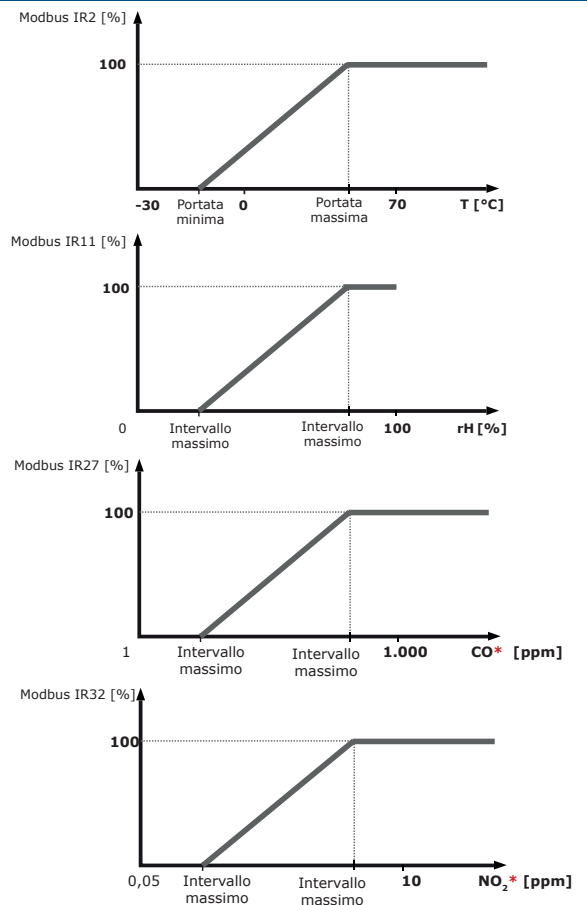 Modbus IR2 [%]
100
-30 Portata minima 0 Portata massima 70 T [°C]
Modbus IR11 [%]
100
0 Intervallo massimo Intervallo massimo 100 rH [%]
Modbus IR27 [%]
100
1 Intervallo massimo Intervallo massimo 1.000 CO* [ppm]
Modbus IR32 [%]
100
0,05 Intervallo massimo Intervallo massimo 10 NO₂* [ppm]